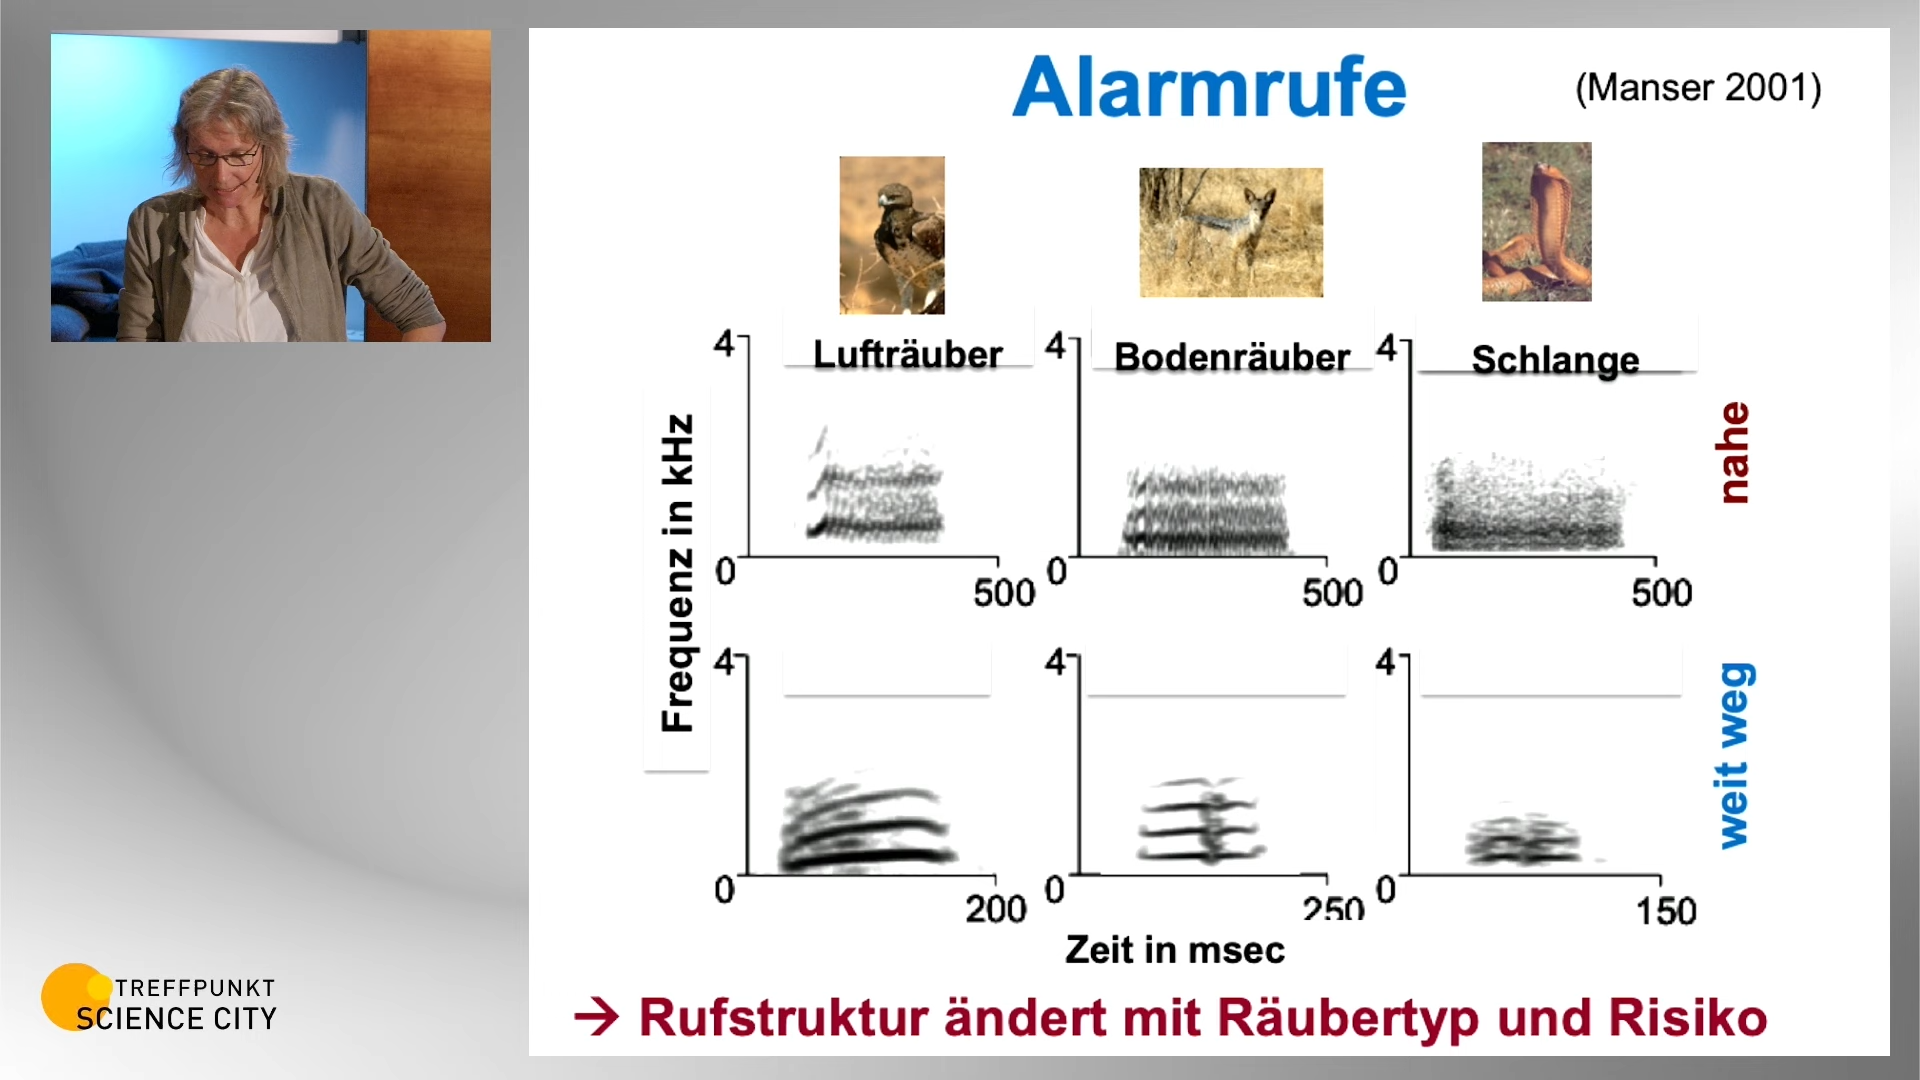 Alarmrufe
(Manser 2001)
Lufträuber
Bodenräuber
Schlange
4
4
4
nahe
Frequenz in kHz
0
0
0
500
500
500
4
4
4
weit weg
0
0
0
200
250
150
Zeit in msec
→ Rufstruktur ändert mit Räubertyp und Risiko
TREFFPUNKT
SCIENCE CITY